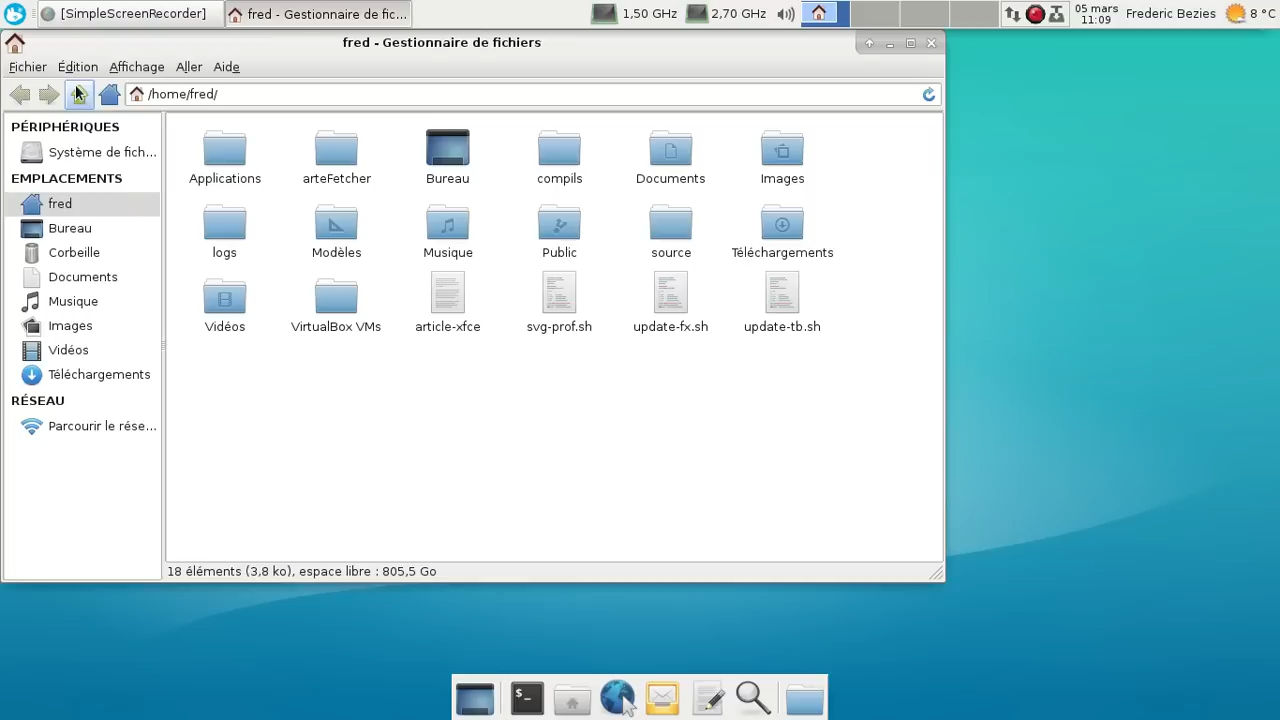 [SimpleScreenRecorder]
fred - Gestionnaire de fic...
1,50 GHz
2,70 GHz
05 mars
11:09
Frederic Bezies
8 °C
fred - Gestionnaire de fichiers
Fichier Édition Affichage Aller Aide
/home/fred/
PÉRIPHÉRIQUES
Système de fich...
EMPLACEMENTS
fred
Bureau
Corbeille
Documents
Musique
Images
Vidéos
Téléchargements
RÉSEAU
Parcourir le rése...
Applications arteFetcher Bureau compils Documents Images
logs Modèles Musique Public source Téléchargements
Vidéos VirtualBox VMs article-xfce svg-prof.sh update-fx.sh update-tb.sh
18 éléments (3,8 ko), espace libre : 805,5 Go
$_